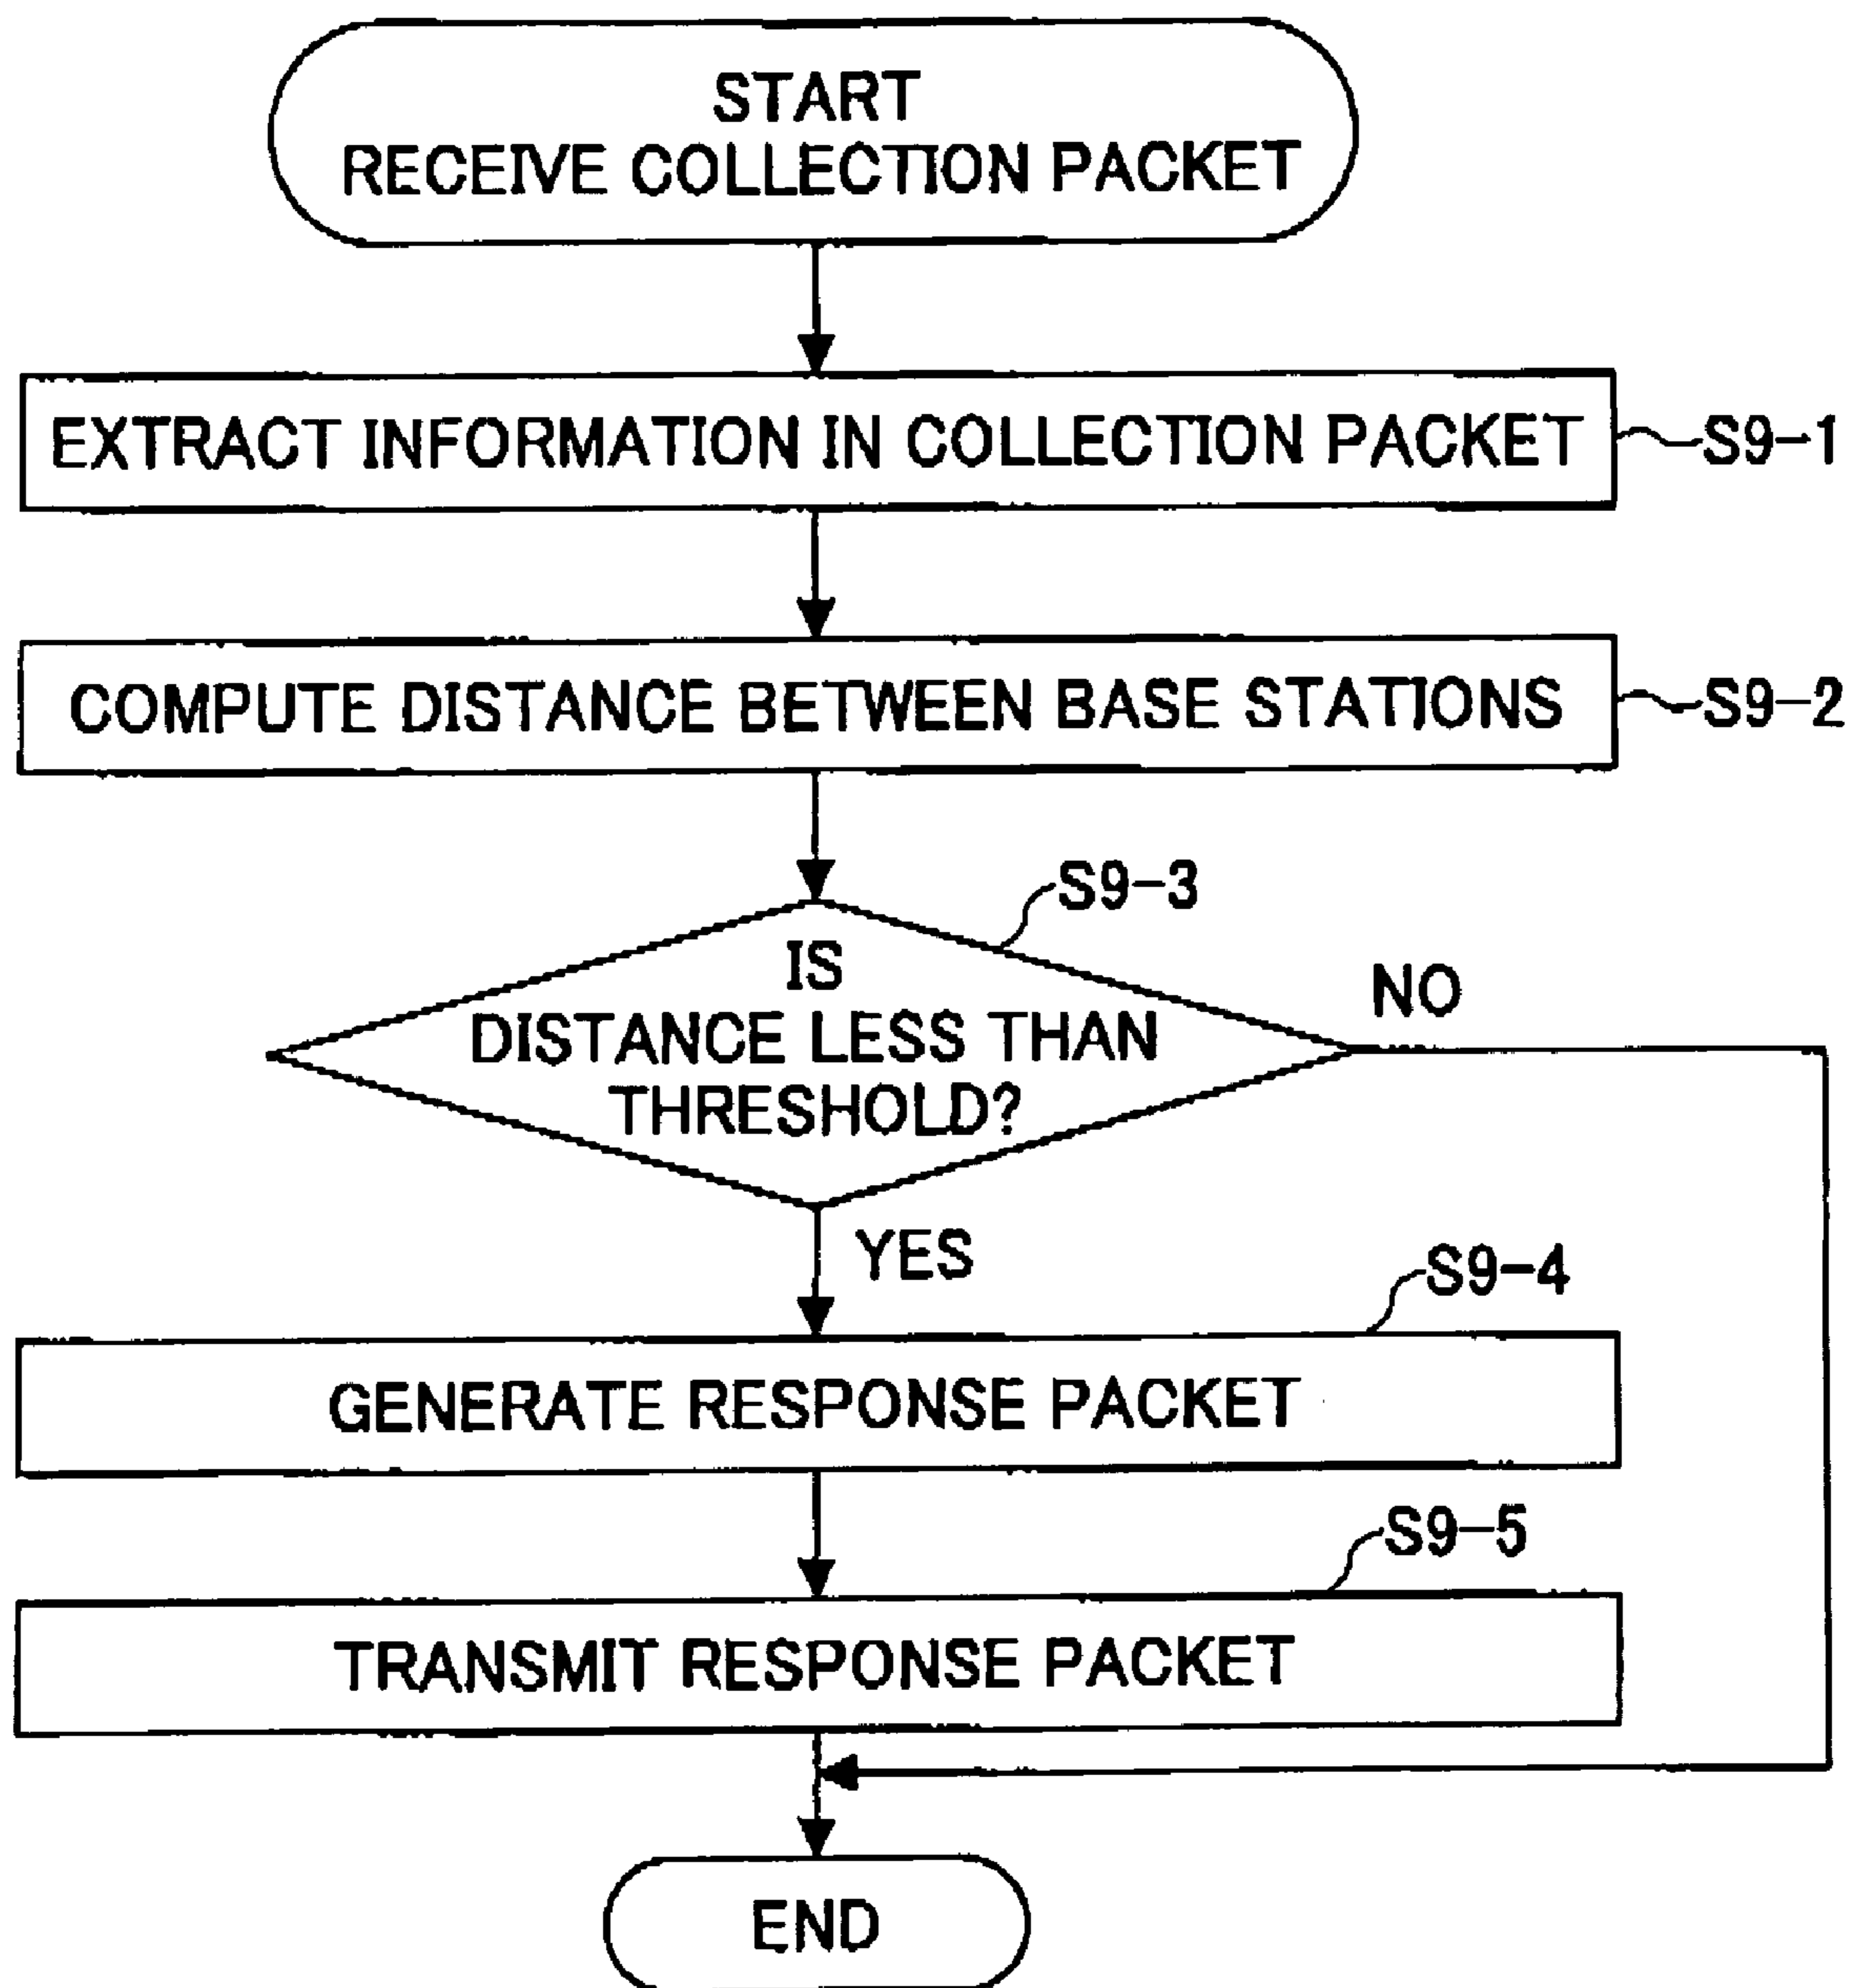 START
RECEIVE COLLECTION PACKET
EXTRACT INFORMATION IN COLLECTION PACKET
S9-1
COMPUTE DISTANCE BETWEEN BASE STATIONS
S9-2
S9-3
IS
DISTANCE LESS THAN
THRESHOLD?
NO
YES
S9-4
GENERATE RESPONSE PACKET
S9-5
TRANSMIT RESPONSE PACKET
END